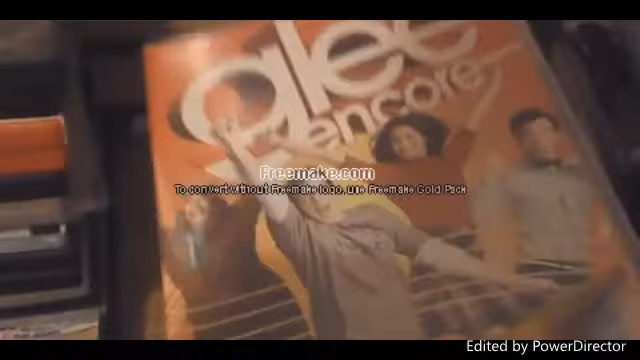 glee
encore
Freemake.com
To convert without Freemake logo, use Freemake Gold Pack
Edited by PowerDirector